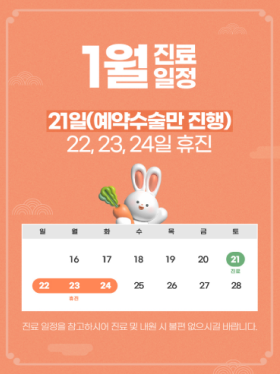 1월 진료
일정
21일(예약수술만 진행)
22, 23, 24일 휴진
일 월 화 수 목 금 토
16 17 18 19 20 21
진료
22 23 24 25 26 27 28
휴진
진료 일정을 참고하시어 진료 및 내원 시 불편 없으시길 바랍니다.